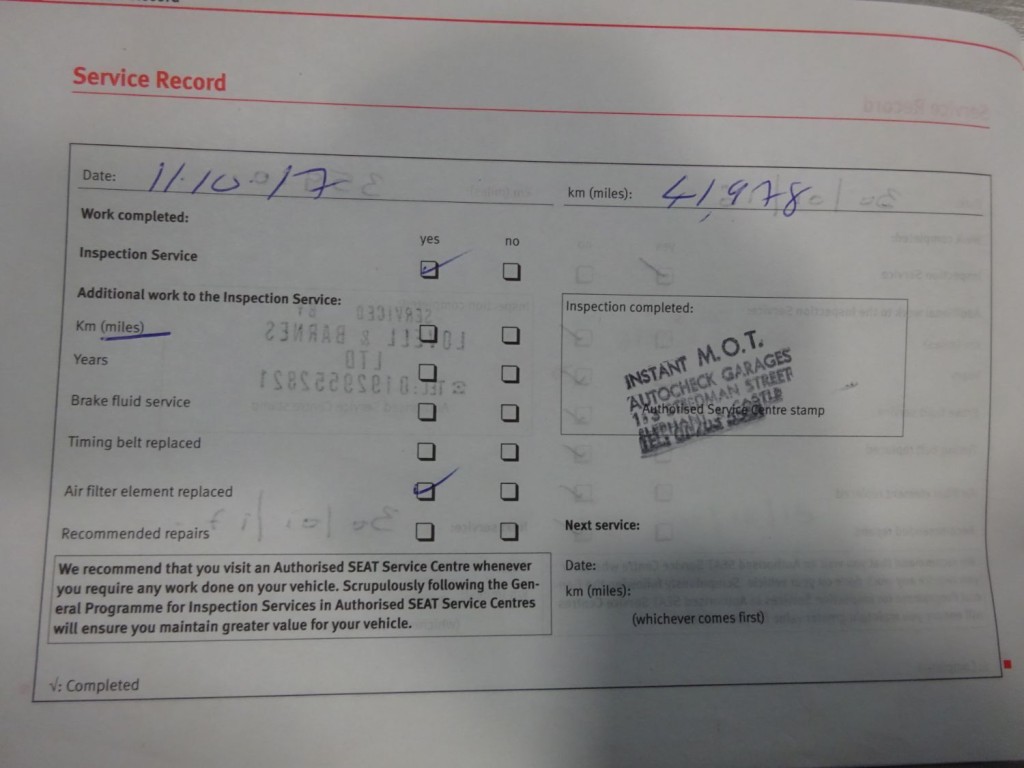 Service Record
Date: 11.10.17
km (miles): 41,978
Work completed:
yes no
Inspection Service
Additional work to the Inspection Service:
Inspection completed:
Km (miles)
Years
INSTANT M.O.T.
AUTOCHECK GARAGES
STREET
CASTLE
Authorised Service Centre stamp
Brake fluid service
Timing belt replaced
Air filter element replaced
Recommended repairs
Next service:
We recommend that you visit an Authorised SEAT Service Centre whenever
you require any work done on your vehicle. Scrupulously following the Gen-
eral Programme for Inspection Services in Authorised SEAT Service Centres
will ensure you maintain greater value for your vehicle.
Date:
km (miles):
(whichever comes first)
√: Completed